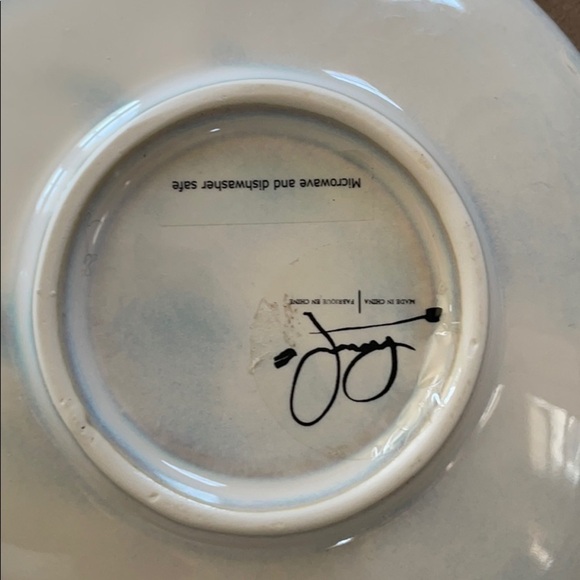 Microwave and dishwasher safe
MADE IN CHINA | FABRIQUÉ EN CHINE